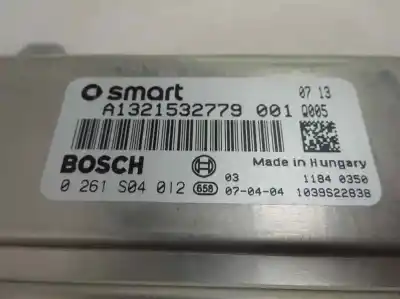 smart 07 13
A1321532779 001 Q005
BOSCH Made in Hungary
0 261 S04 012 658 03 1184 0350
07-04-04 1039S22838